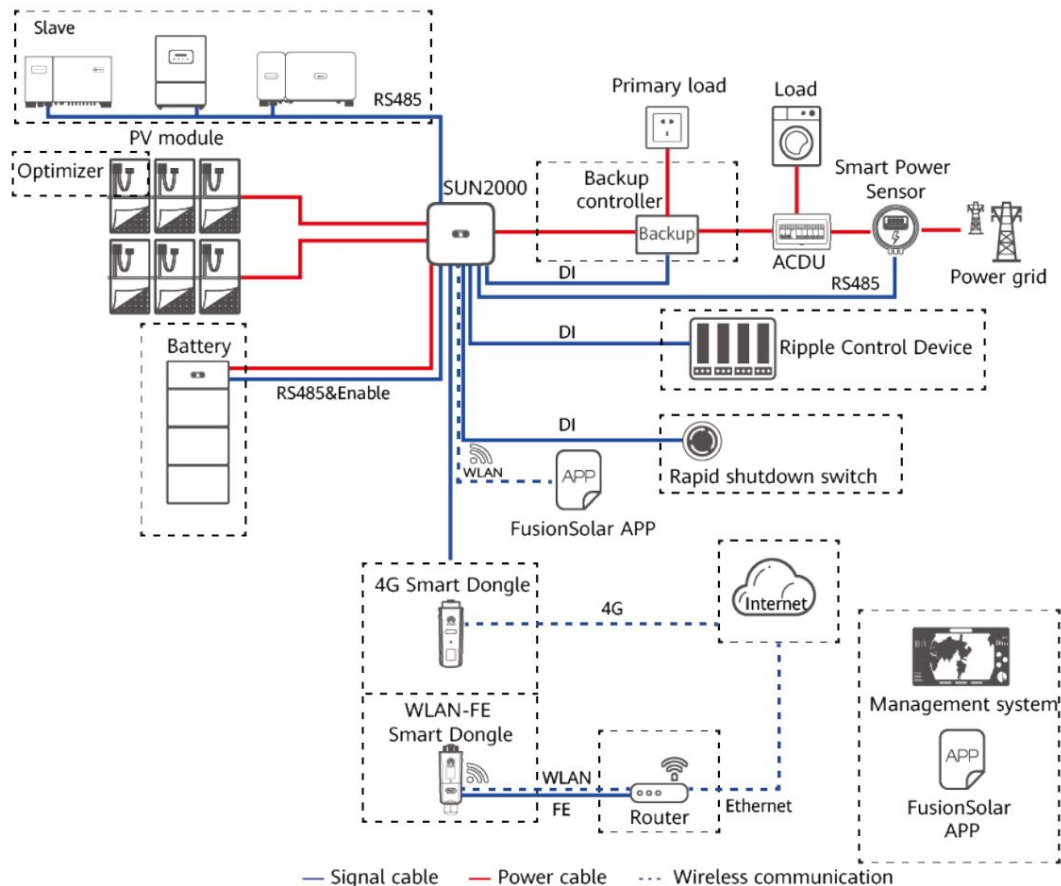 Slave
RS485
PV module
Optimizer
SUN2000
Primary load
Load
Backup
controller
Backup
Smart Power
Sensor
ACDU
Power grid
DI
RS485
Battery
RS485&Enable
DI
Ripple Control Device
DI
Rapid shutdown switch
WLAN
APP
FusionSolar APP
4G Smart Dongle
4G
Internet
WLAN-FE
Smart Dongle
WLAN
FE
Router
Ethernet
Management system
APP
FusionSolar
APP
Signal cable
Power cable
Wireless communication